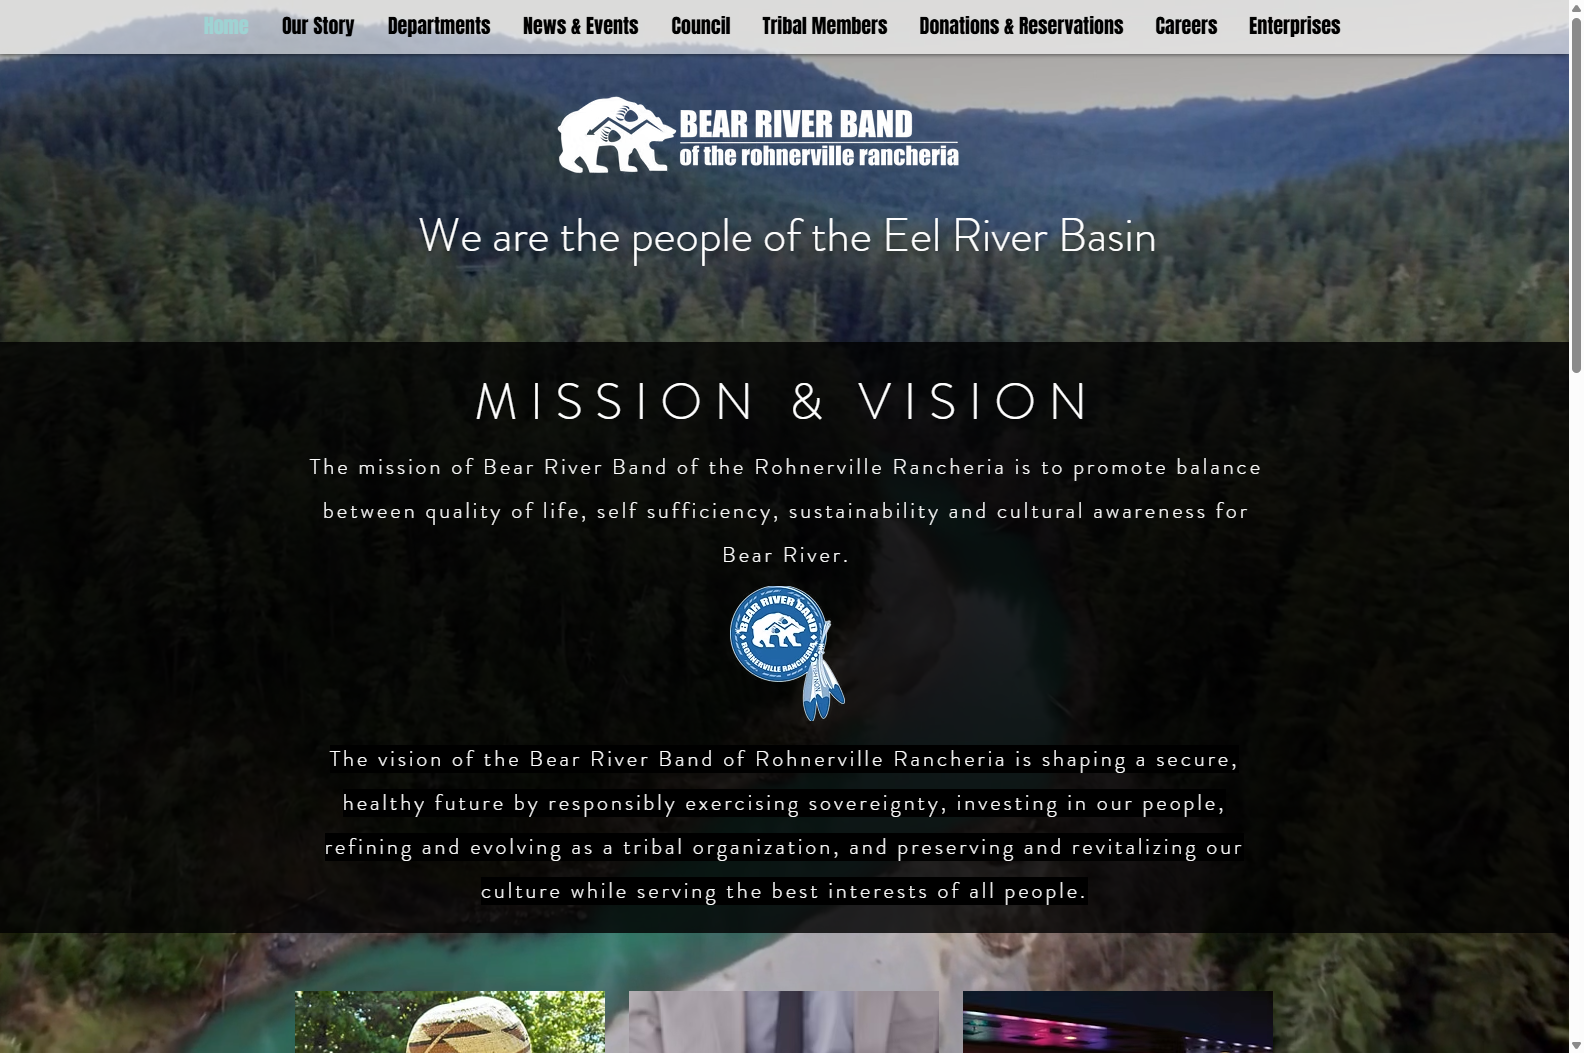 Home Our Story Departments News & Events Council Tribal Members Donations & Reservations Careers Enterprises
BEAR RIVER BAND
of the rohnerville rancheria
We are the people of the Eel River Basin
MISSION & VISION
The mission of Bear River Band of the Rohnerville Rancheria is to promote balance
between quality of life, self sufficiency, sustainability and cultural awareness for
Bear River.
BEAR RIVER BAND
ROHNERVILLE RANCHERIA
The vision of the Bear River Band of Rohnerville Rancheria is shaping a secure,
healthy future by responsibly exercising sovereignty, investing in our people,
refining and evolving as a tribal organization, and preserving and revitalizing our
culture while serving the best interests of all people.